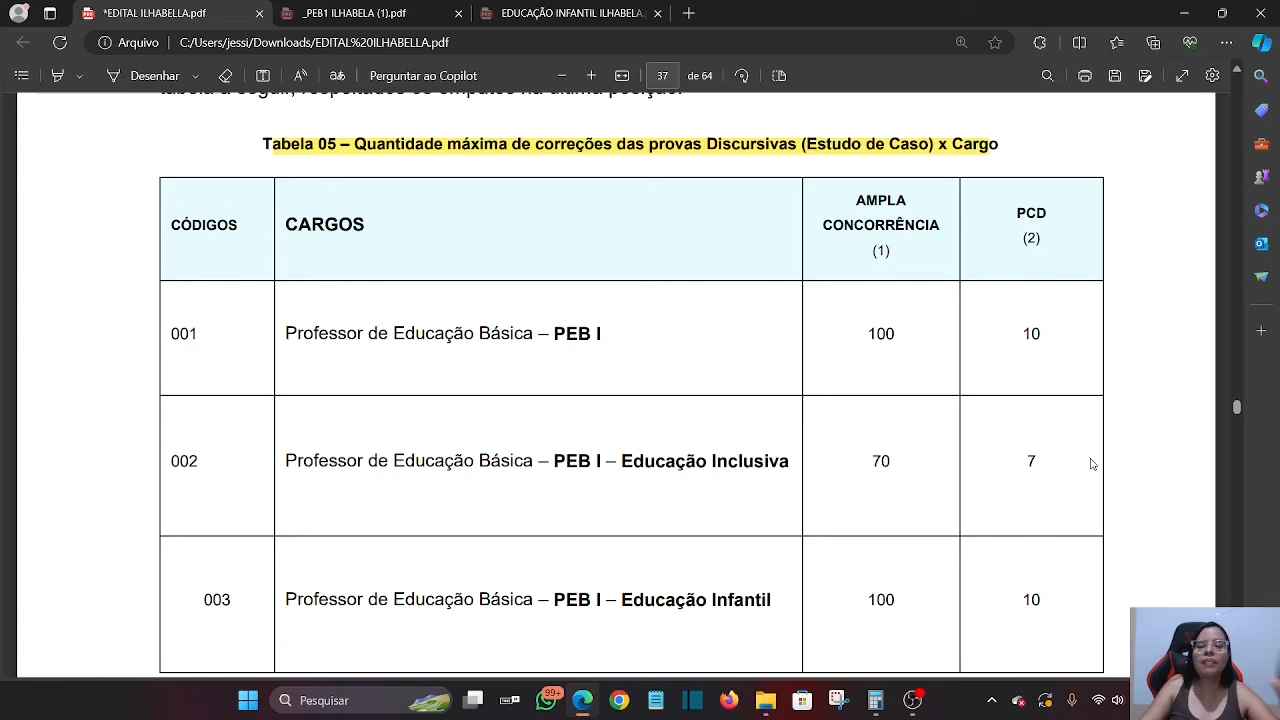 *EDITAL ILHABELLA.pdf
_PEB1 ILHABELA (1).pdf
EDUCAÇÃO INFANTIL ILHABELA.
Arquivo
C:/Users/jessi/Downloads/EDITAL%20ILHABELLA.pdf
Desenhar
Pergunte ao Copilot
37
de 64
Tabela 05 – Quantidade máxima de correções das provas Discursivas (Estudo de Caso) x Cargo
CÓDIGOS
CARGOS
AMPLA
CONCORRÊNCIA
(1)
PCD
(2)
001
Professor de Educação Básica – PEB I
100
10
002
Professor de Educação Básica – PEB I – Educação Inclusiva
70
7
003
Professor de Educação Básica – PEB I – Educação Infantil
100
10
Pesquisar
99+